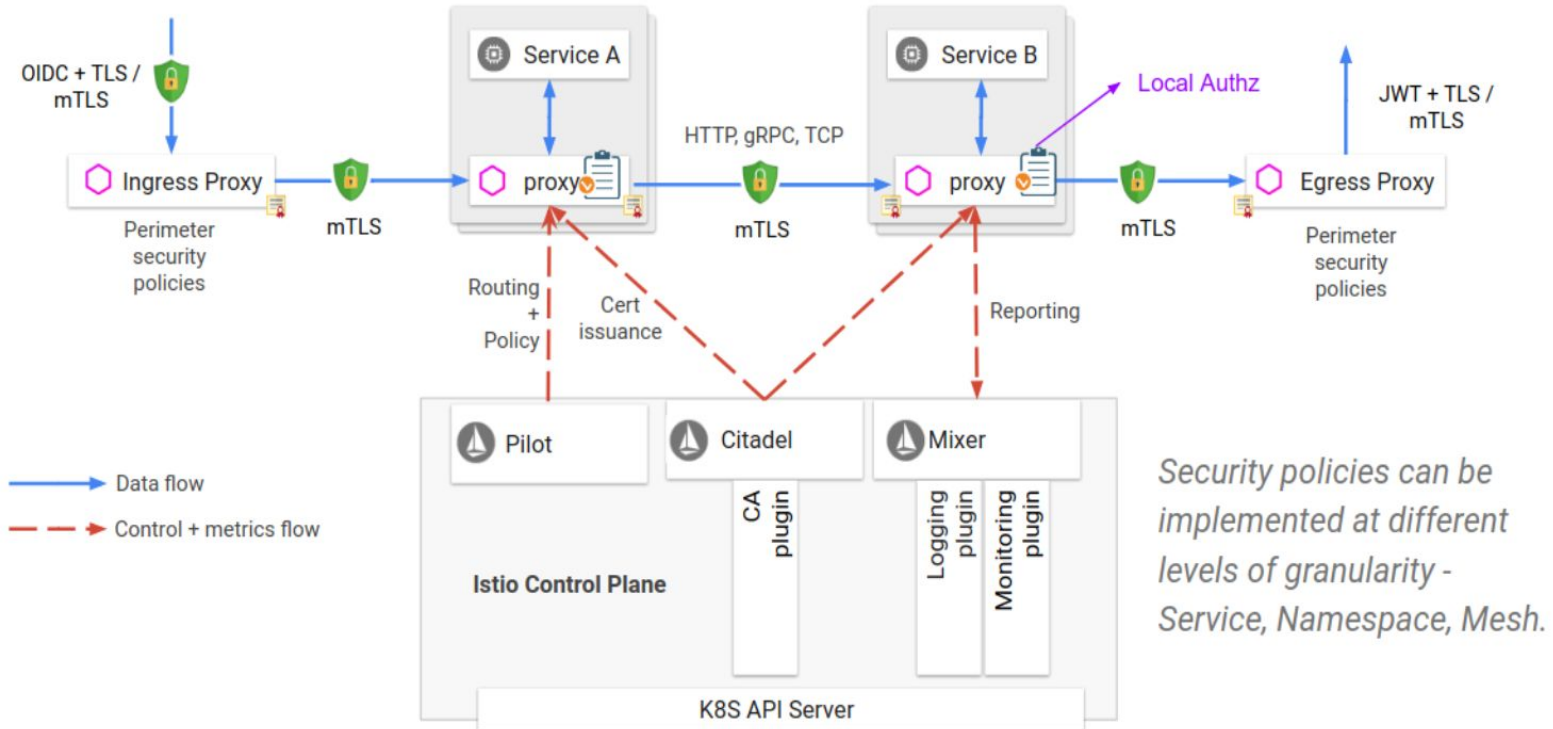 OIDC + TLS /
mTLS
Ingress Proxy
Perimeter
security
policies
mTLS
Service A
proxy
HTTP, gRPC, TCP
mTLS
Service B
proxy
Local Authz
mTLS
JWT + TLS /
mTLS
Egress Proxy
Perimeter
security
policies
Routing
+
Policy
Cert
issuance
Reporting
Pilot
Citadel
Mixer
CA
plugin
Logging
plugin
Monitoring
plugin
Istio Control Plane
K8S API Server
Data flow
Control + metrics flow
Security policies can be
implemented at different
levels of granularity -
Service, Namespace, Mesh.